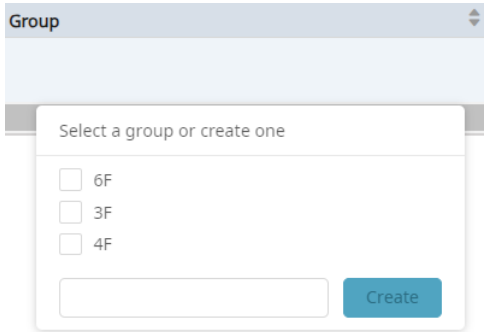 Group
Select a group or create one
6F
3F
4F
Create